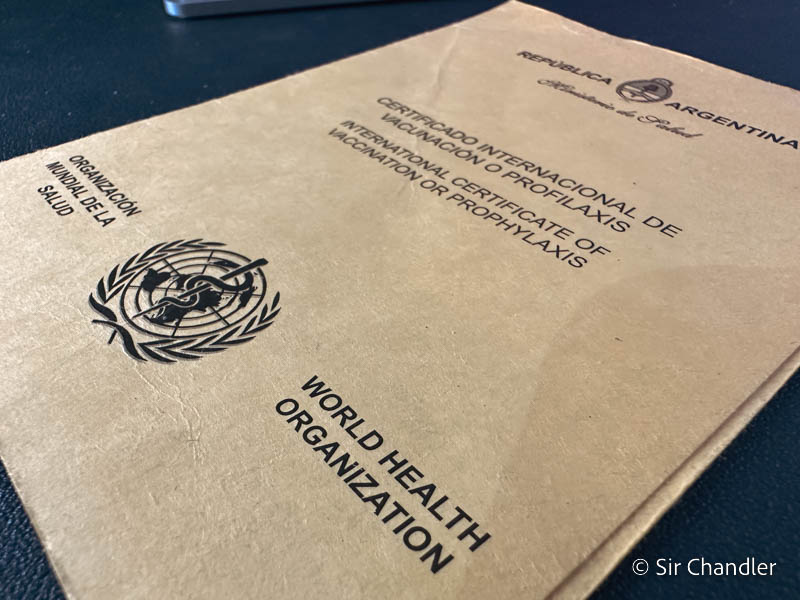 REPÚBLICA ARGENTINA
Ministerio de Salud
CERTIFICADO INTERNACIONAL DE
VACUNACIÓN O PROFILAXIS
INTERNATIONAL CERTIFICATE OF
VACCINATION OR PROPHYLAXIS
ORGANIZACIÓN
MUNDIAL DE LA
SALUD
WORLD HEALTH
ORGANIZATION
© Sir Chandler